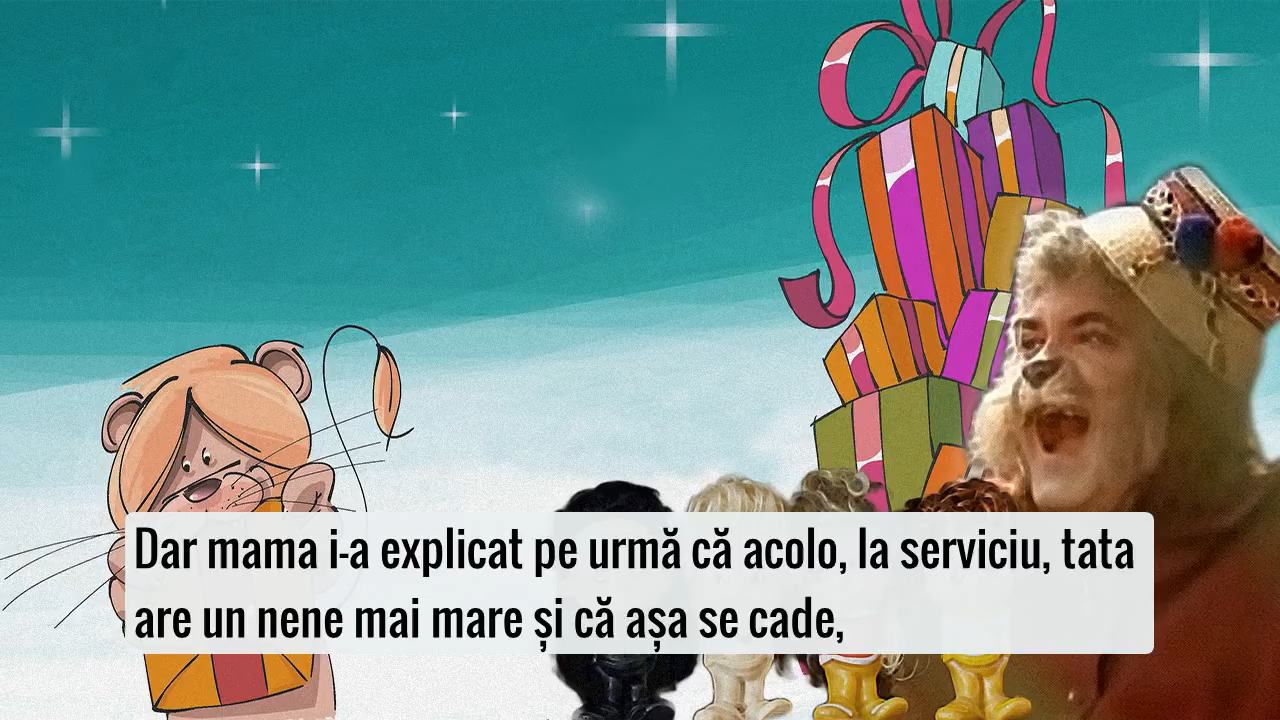 Dar mama i-a explicat pe urmă că acolo, la serviciu, tata
are un nene mai mare și că așa se cade,